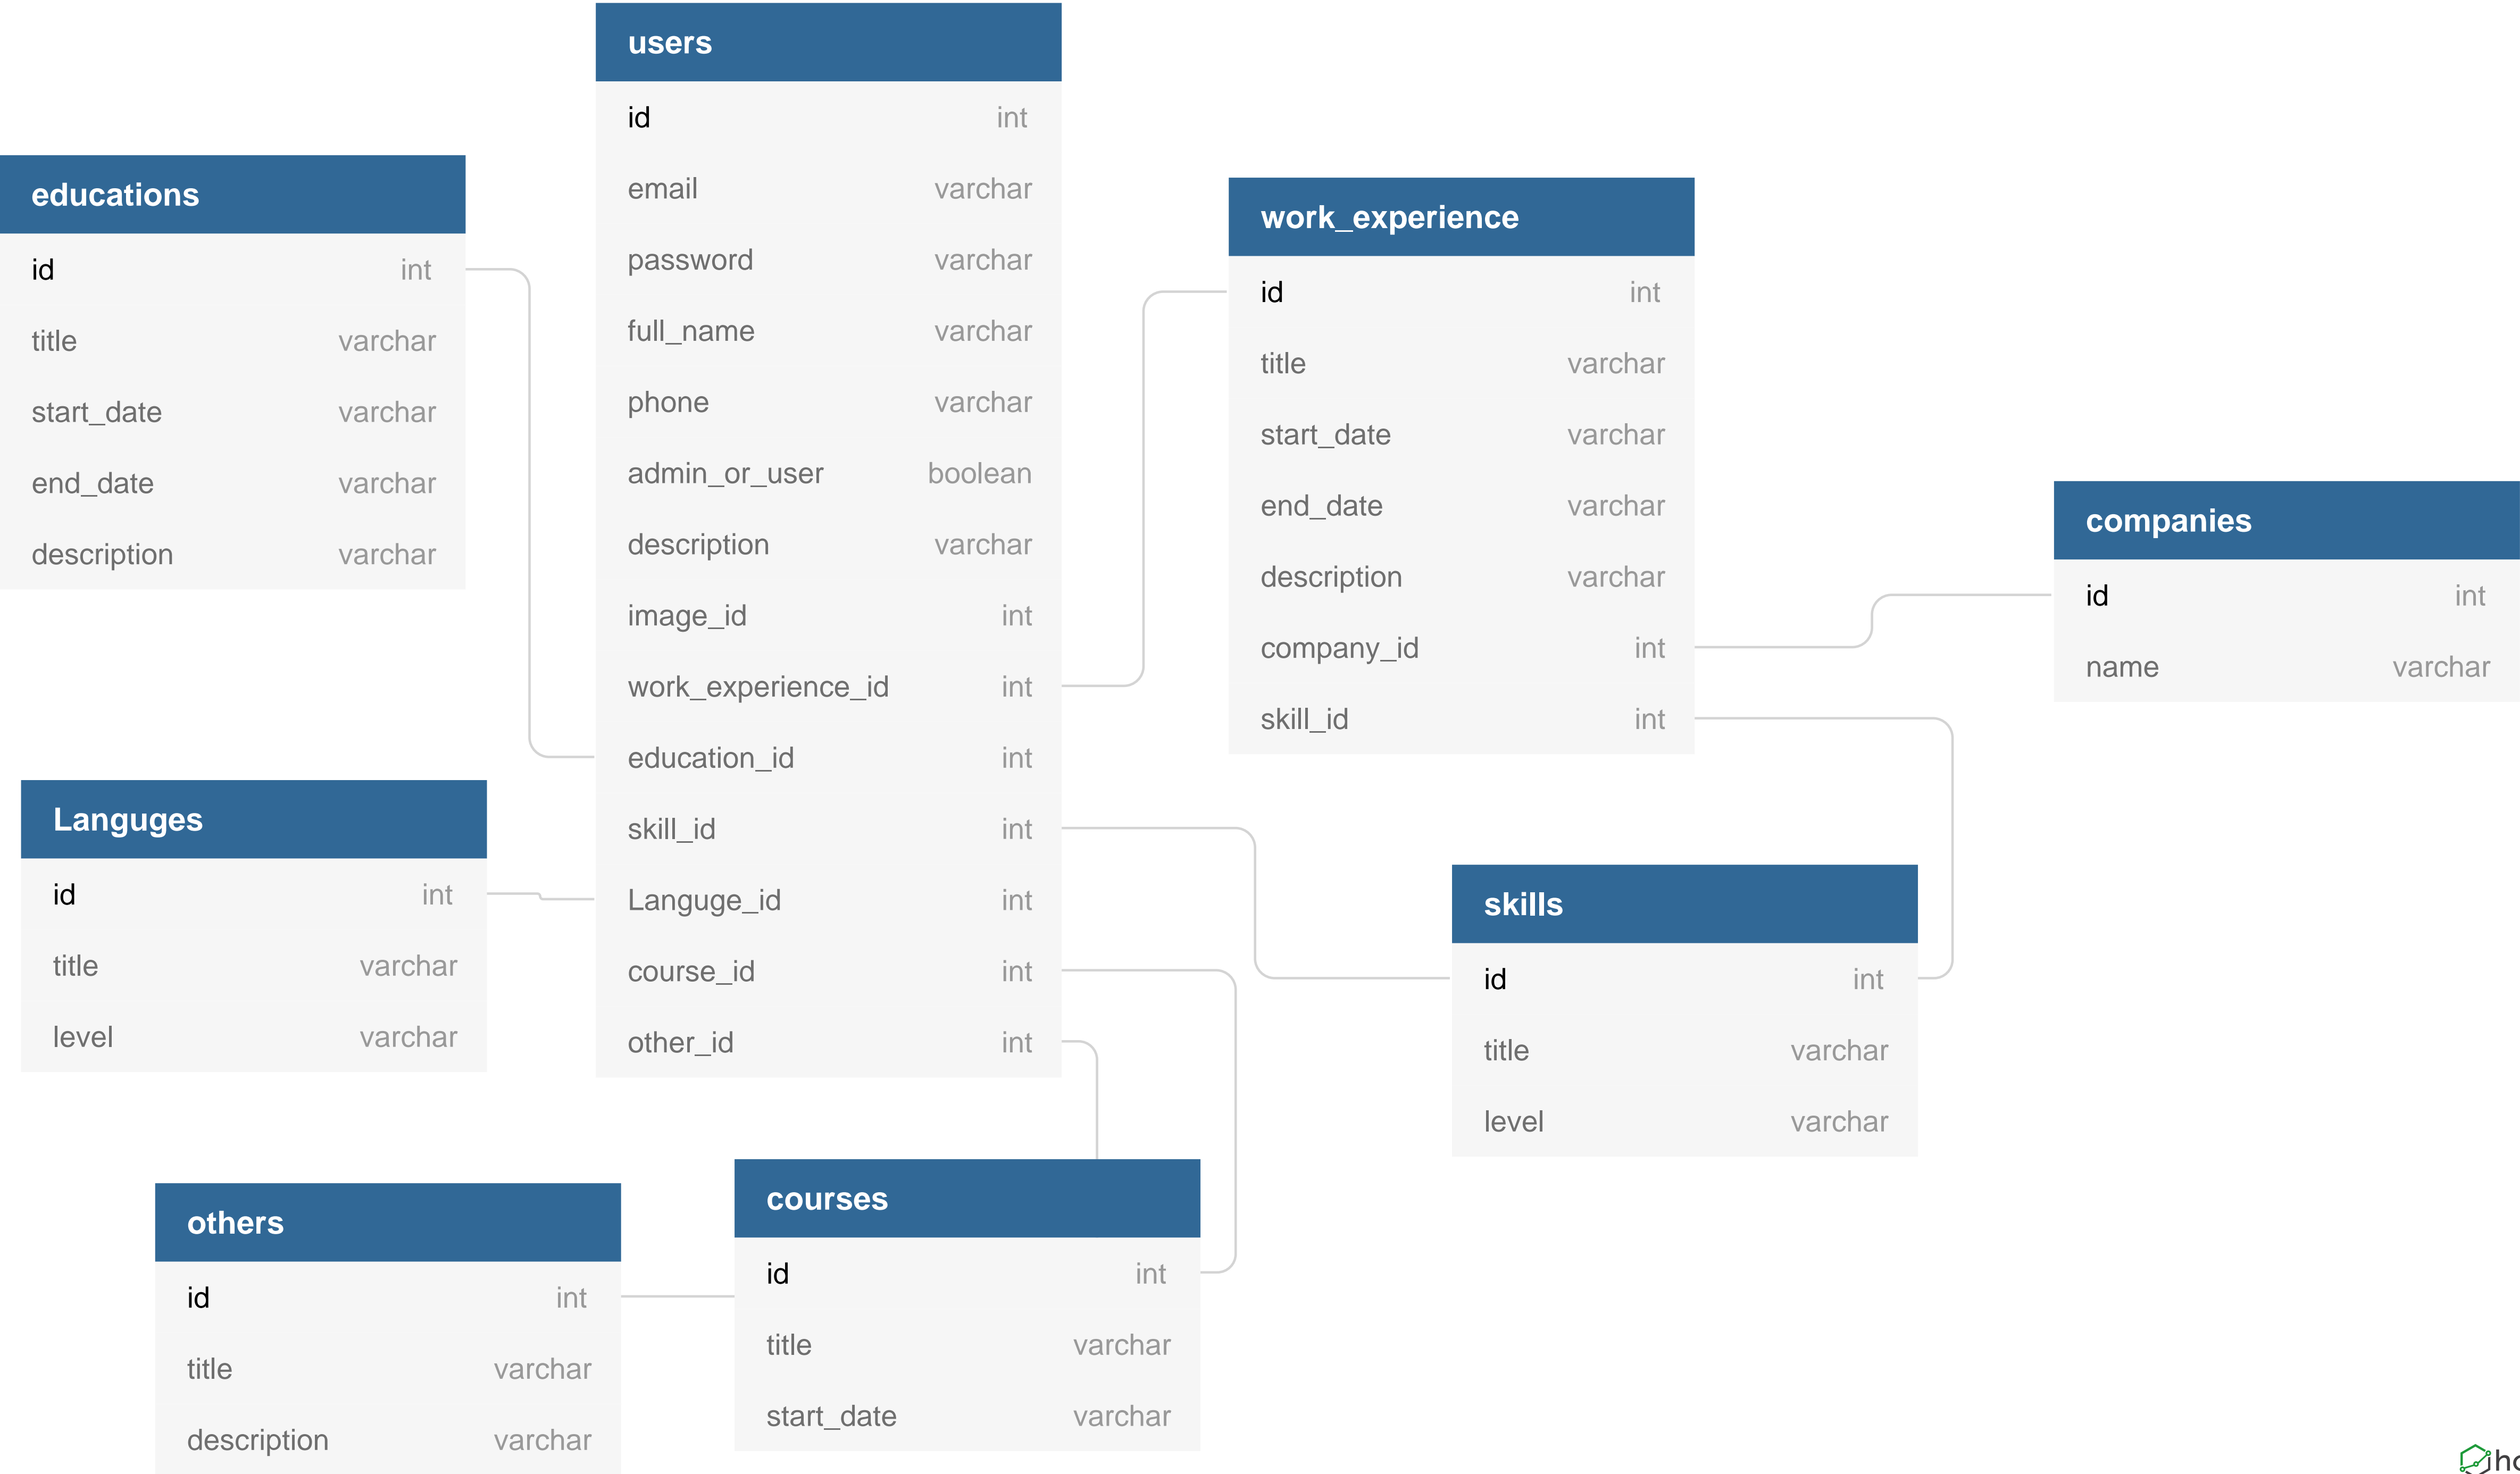 users
id int
email varchar
password varchar
full_name varchar
phone varchar
admin_or_user boolean
description varchar
image_id int
work_experience_id int
education_id int
skill_id int
Languge_id int
course_id int
other_id int
educations
id int
title varchar
start_date varchar
end_date varchar
description varchar
work_experience
id int
title varchar
start_date varchar
end_date varchar
description varchar
company_id int
skill_id int
companies
id int
name varchar
Languges
id int
title varchar
level varchar
skills
id int
title varchar
level varchar
others
id int
title varchar
description varchar
courses
id int
title varchar
start_date varchar